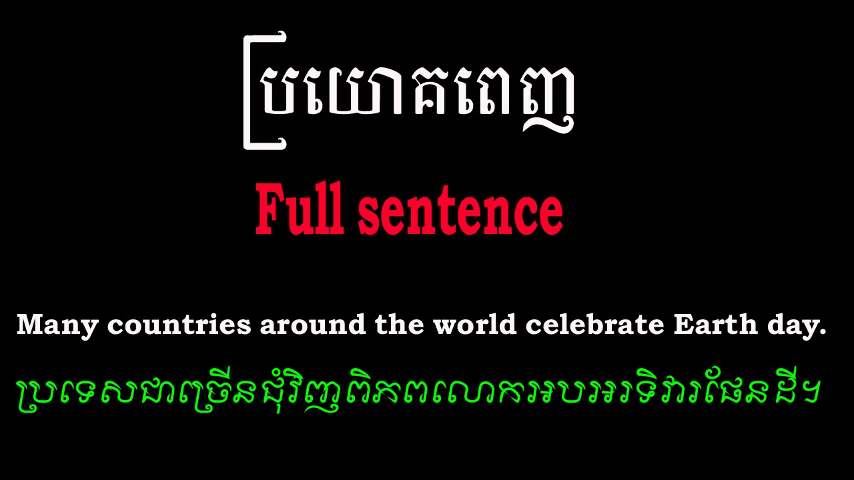 ប្រយោគពេញ
Full sentence
Many countries around the world celebrate Earth day.
ប្រទេសជាច្រើនជុំវិញពិភពលោកអបអរទិវារផែនដី។